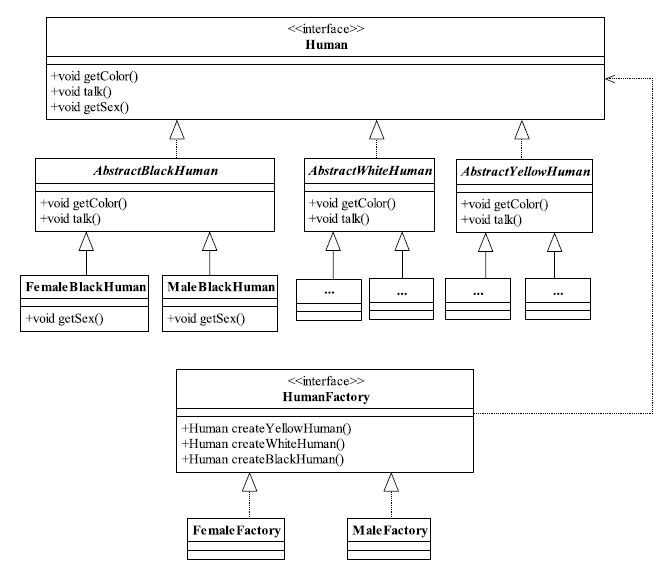 <<interface>>
Human
+void getColor()
+void talk()
+void getSex()
AbstractBlackHuman
+void getColor()
+void talk()
AbstractWhiteHuman
+void getColor()
+void talk()
AbstractYellowHuman
+void getColor()
+void talk()
FemaleBlackHuman
+void getSex()
MaleBlackHuman
+void getSex()
...
...
...
...
<<interface>>
HumanFactory
+Human createYellowHuman()
+Human createWhiteHuman()
+Human createBlackHuman()
FemaleFactory
MaleFactory